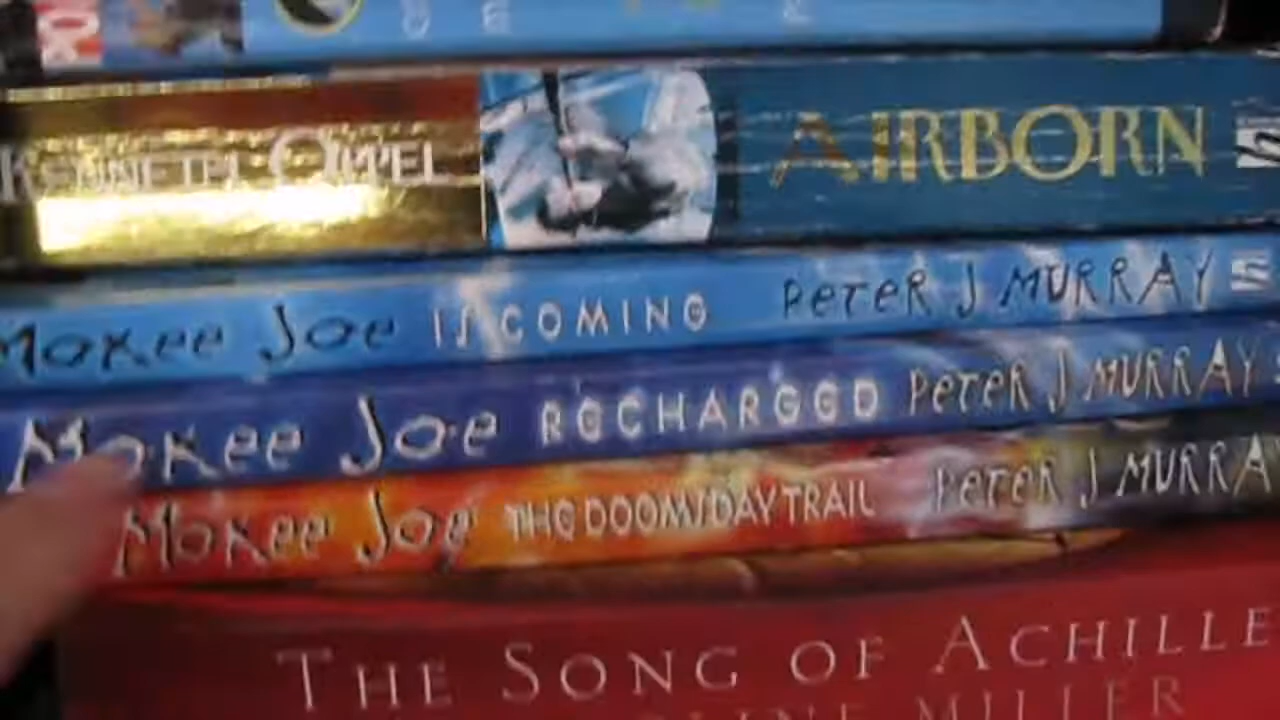 KENNETH OPPEL AIRBORN
Mokee Joe IS COMING PETER J MURRAY
Mokee Joe RECHARGED PETER J MURRAY
Mokee Joe THE DOOMSDAY TRAIL PETER J MURRA
THE SONG OF ACHILLE
MILLER